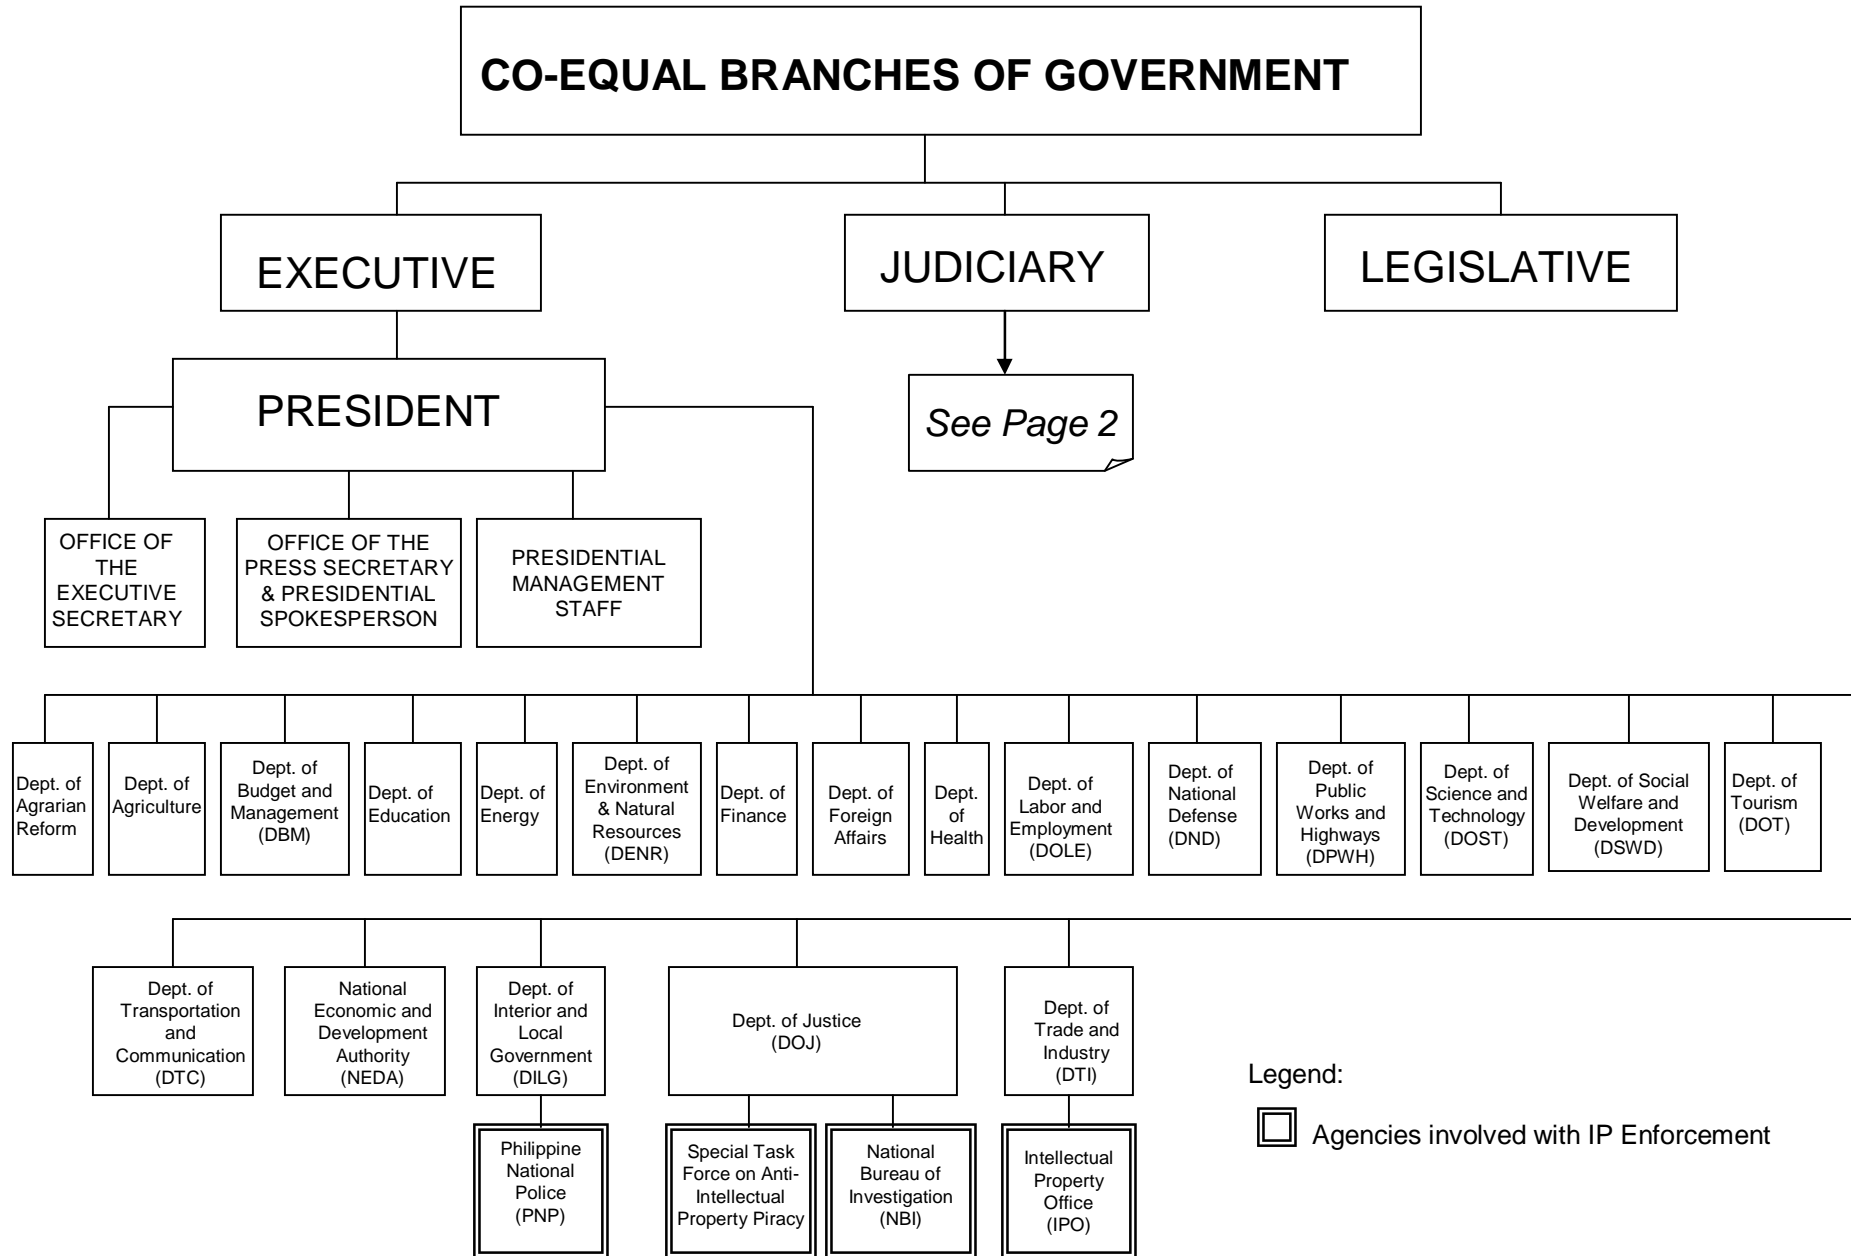 CO-EQUAL BRANCHES OF GOVERNMENT
EXECUTIVE
JUDICIARY
LEGISLATIVE
PRESIDENT
See Page 2
OFFICE OF
THE
EXECUTIVE
SECRETARY
OFFICE OF THE
PRESS SECRETARY
& PRESIDENTIAL
SPOKESPERSON
PRESIDENTIAL
MANAGEMENT
STAFF
Dept. of
Agrarian
Reform
Dept. of
Agriculture
Dept. of
Budget and
Management
(DBM)
Dept. of
Education
Dept. of
Energy
Dept. of
Environment
& Natural
Resources
(DENR)
Dept. of
Finance
Dept. of
Foreign
Affairs
Dept.
of
Health
Dept. of
Labor and
Employment
(DOLE)
Dept. of
National
Defense
(DND)
Dept. of
Public
Works and
Highways
(DPWH)
Dept. of
Science and
Technology
(DOST)
Dept. of Social
Welfare and
Development
(DSWD)
Dept. of
Tourism
(DOT)
Dept. of
Transportation
and
Communication
(DTC)
National
Economic and
Development
Authority
(NEDA)
Dept. of
Interior and
Local
Government
(DILG)
Dept. of Justice
(DOJ)
Dept. of
Trade and
Industry
(DTI)
Legend:
Agencies involved with IP Enforcement
Philippine
National
Police
(PNP)
Special Task
Force on Anti-
Intellectual
Property Piracy
National
Bureau of
Investigation
(NBI)
Intellectual
Property
Office
(IPO)